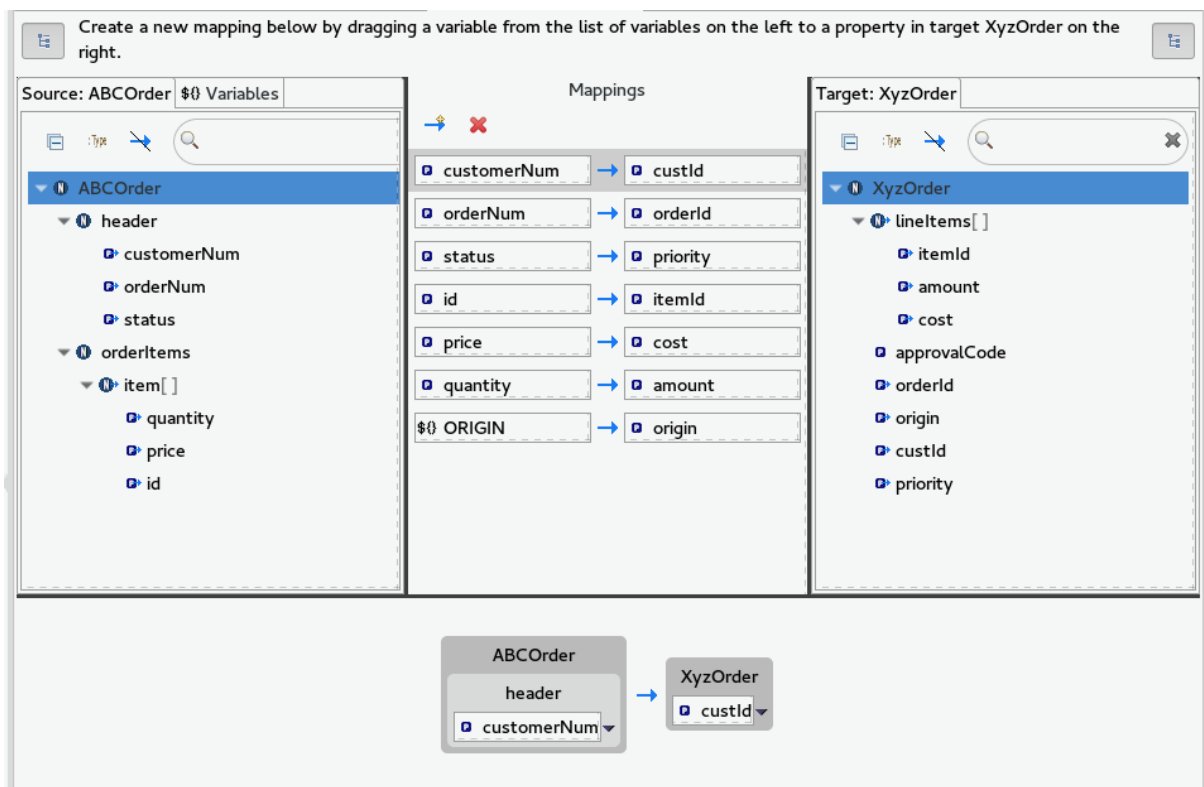 Create a new mapping below by dragging a variable from the list of variables on the left to a property in target XyzOrder on the
right.
Source: ABCOrder
${} Variables
Mappings
Target: XyzOrder
:Type
:Type
ABCOrder
header
customerNum
orderNum
status
orderItems
item[ ]
quantity
price
id
customerNum
custId
orderNum
orderId
status
priority
id
itemId
price
cost
quantity
amount
${} ORIGIN
origin
XyzOrder
lineItems[ ]
itemId
amount
cost
approvalCode
orderId
origin
custId
priority
ABCOrder
header
customerNum
XyzOrder
custId